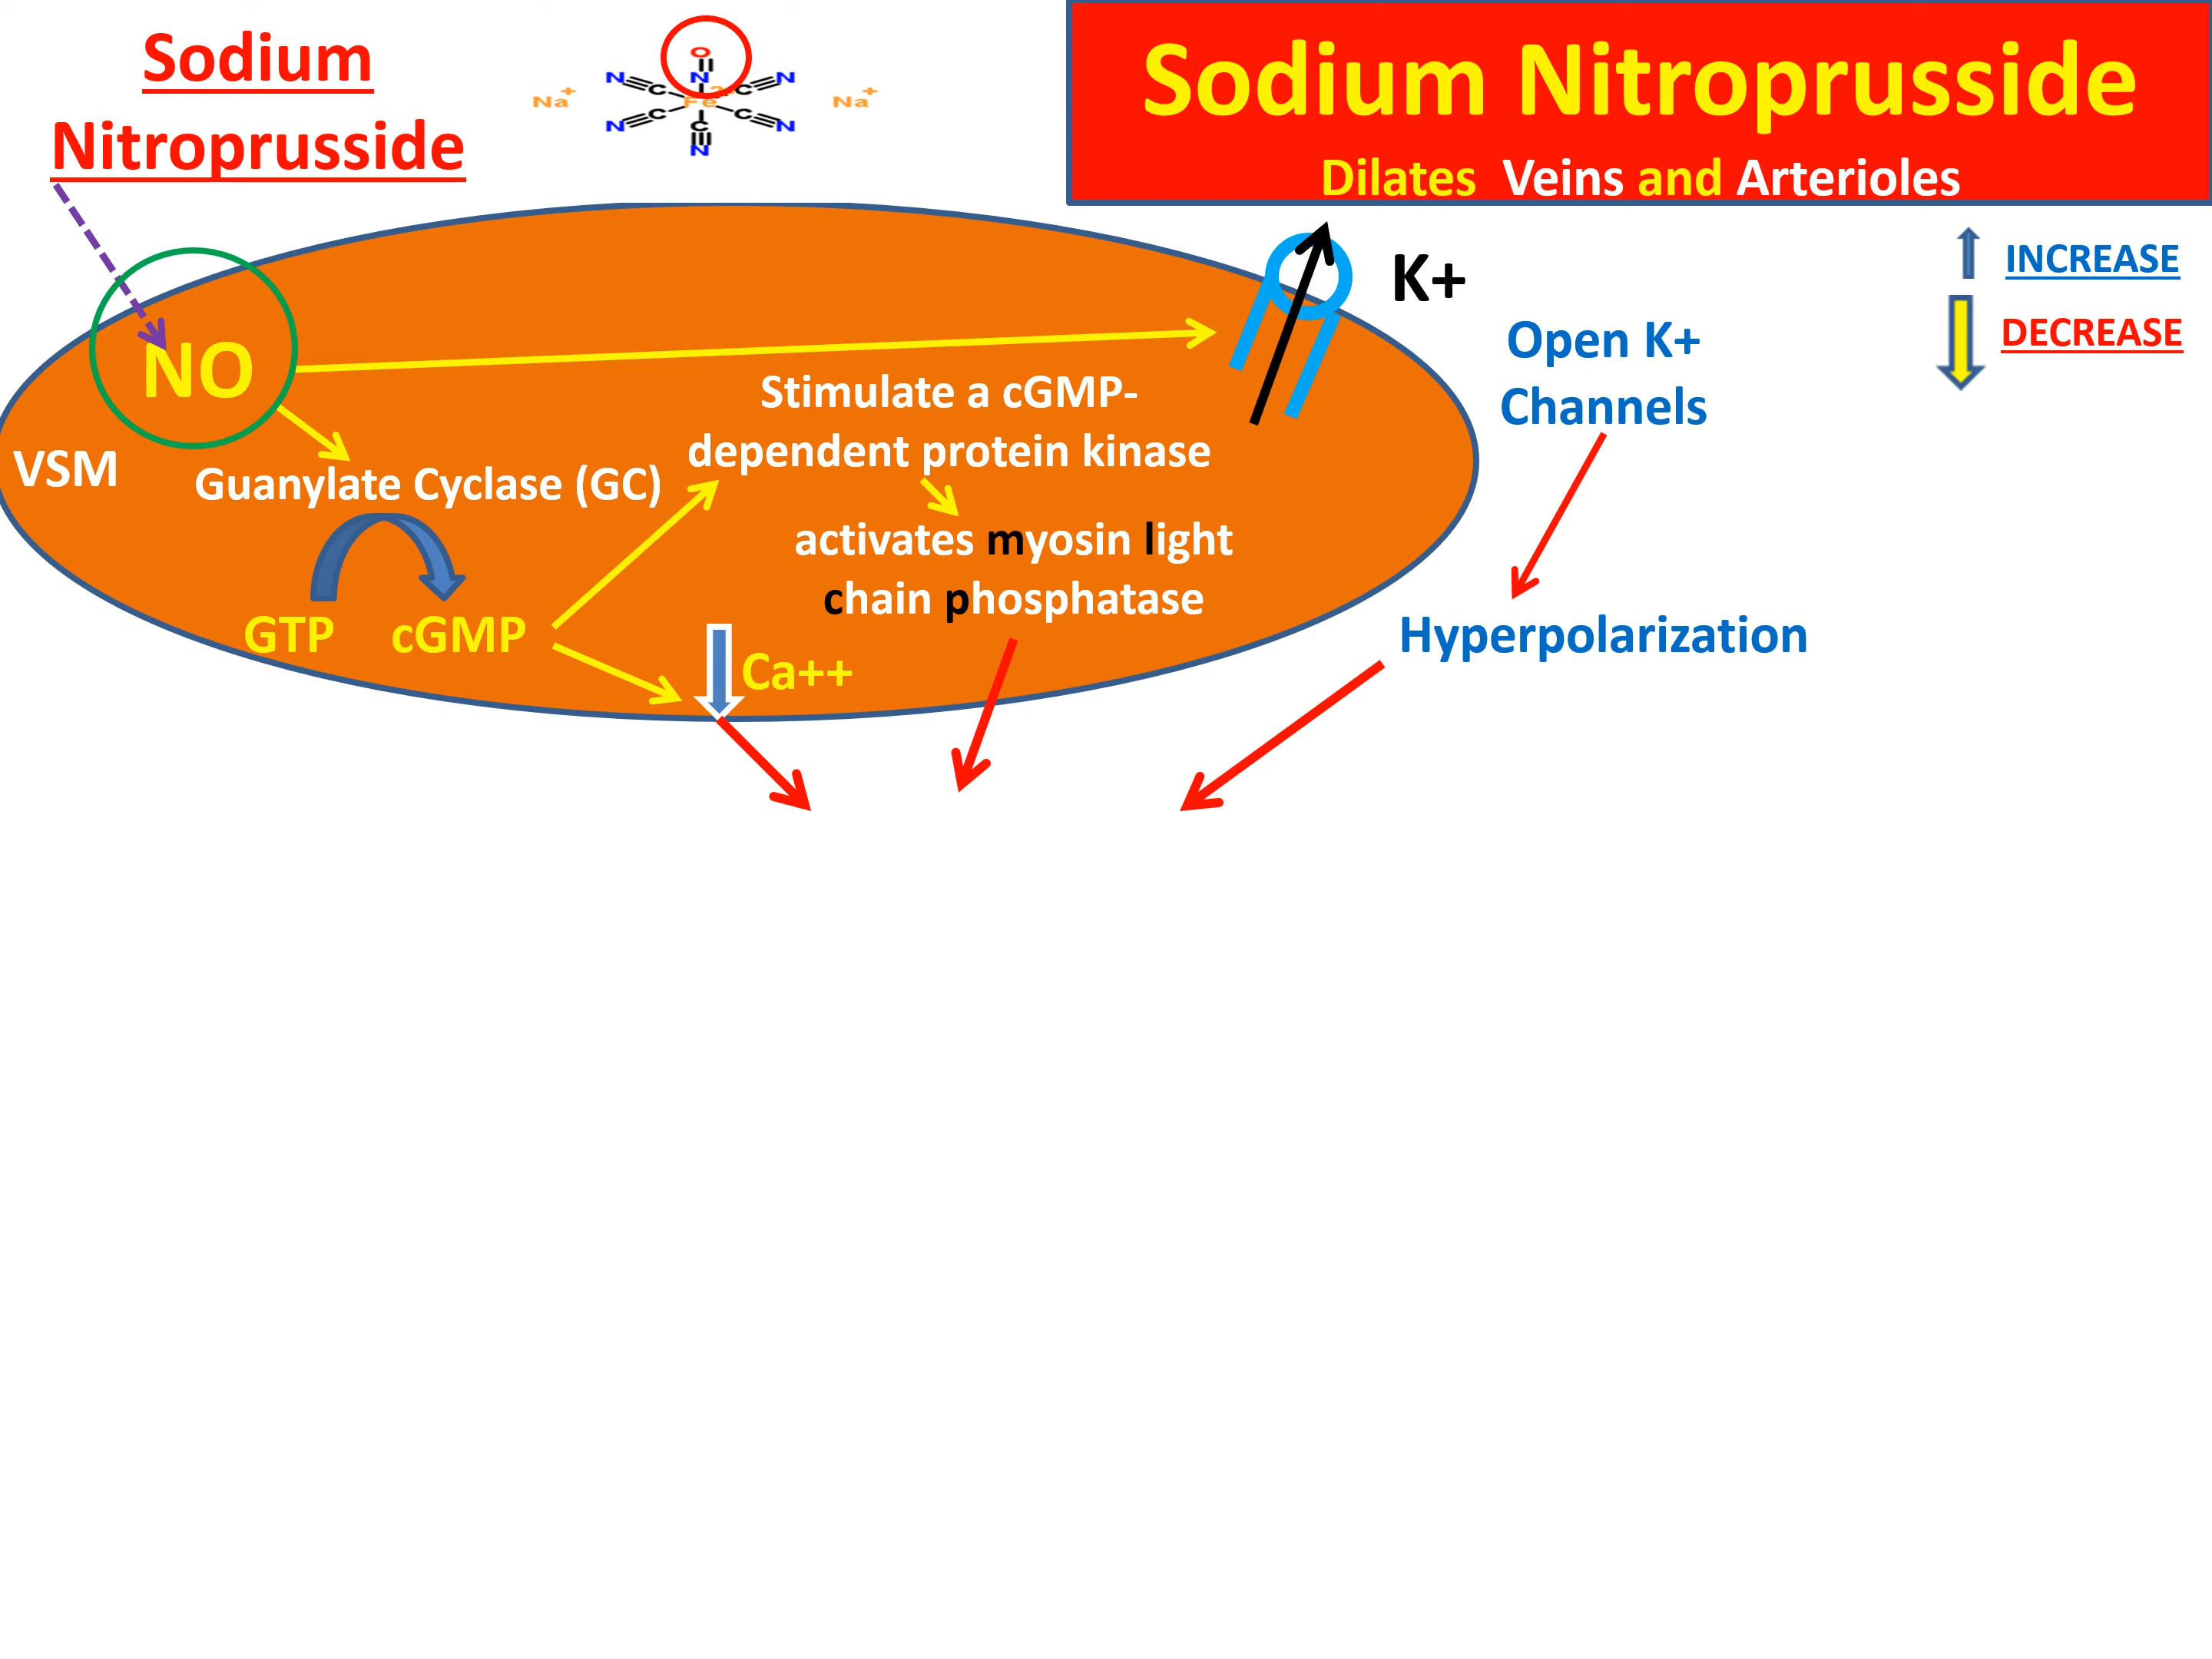 Sodium
Nitroprusside
O
N
N C C N
Na+ Fe Na+
N C C N
C
N
Sodium Nitroprusside
Dilates Veins and Arterioles
INCREASE
DECREASE
K+
Open K+
Channels
NO
VSM
Guanylate Cyclase (GC)
GTP cGMP
Stimulate a cGMP-
dependent protein kinase
activates myosin light
chain phosphatase
Ca++
Hyperpolarization